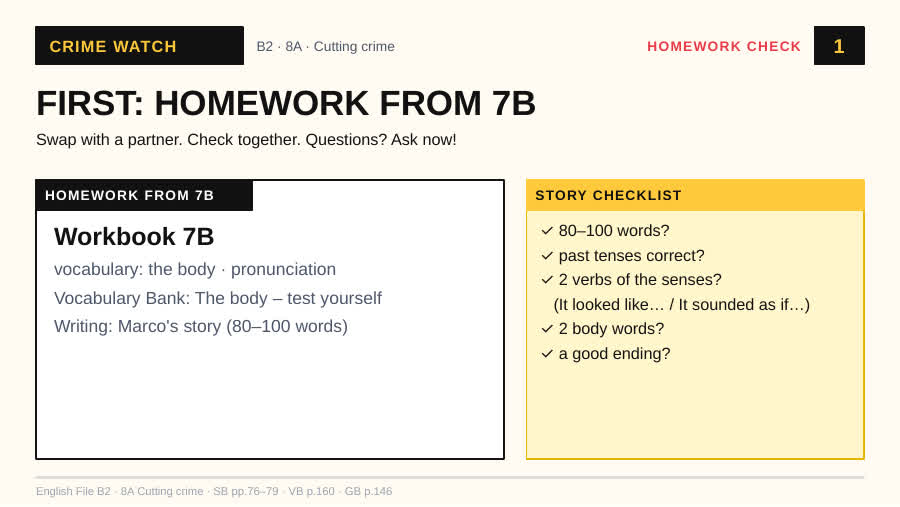 CRIME WATCH
B2 · 8A · Cutting crime
HOMEWORK CHECK
1
FIRST: HOMEWORK FROM 7B
Swap with a partner. Check together. Questions? Ask now!
HOMEWORK FROM 7B
Workbook 7B
vocabulary: the body · pronunciation
Vocabulary Bank: The body – test yourself
Writing: Marco's story (80–100 words)
STORY CHECKLIST
✓ 80–100 words?
✓ past tenses correct?
✓ 2 verbs of the senses?
(It looked like… / It sounded as if…)
✓ 2 body words?
✓ a good ending?
English File B2 · 8A Cutting crime · SB pp.76–79 · VB p.160 · GB p.146